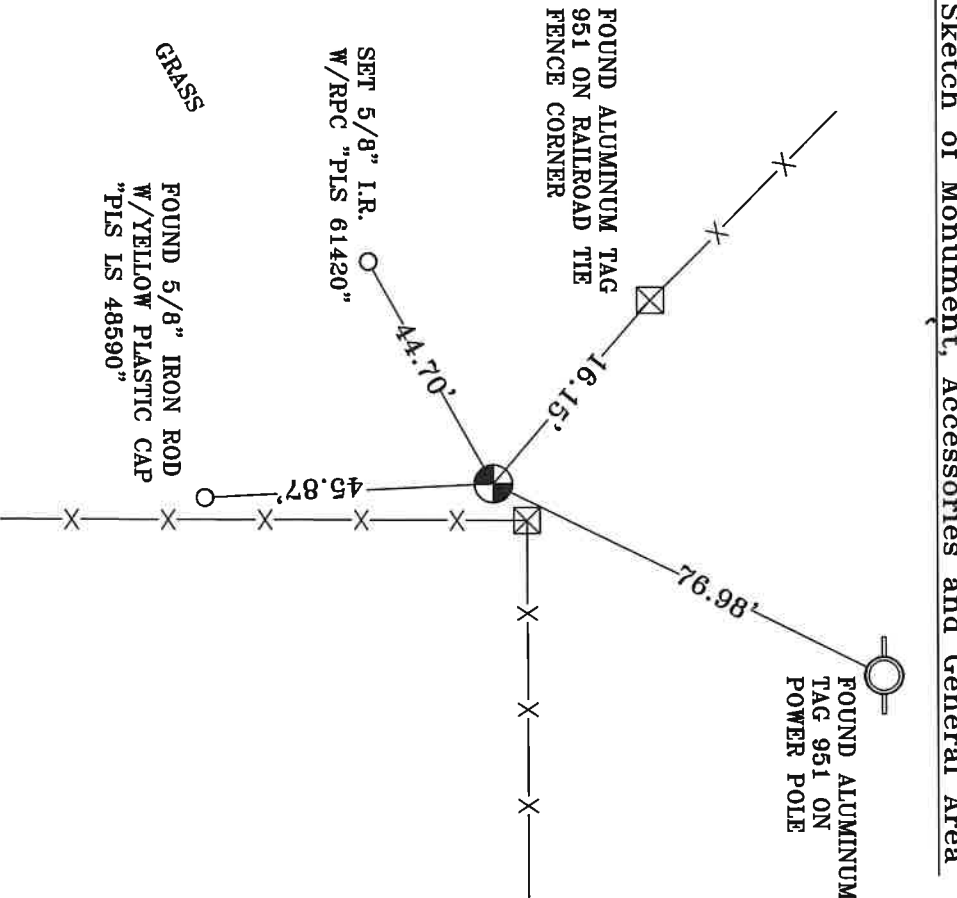 Sketch of Monument, Accessories and General Area
FOUND ALUMINUM
TAG 951 ON
POWER POLE
FOUND ALUMINUM TAG
951 ON RAILROAD TIE
FENCE CORNER
76.98'
16.15'
44.70'
45.87'
SET 5/8" I.R.
W/RPC "PLS 61420"
FOUND 5/8" IRON ROD
W/YELLOW PLASTIC CAP
"PLS LS 48590"
GRASS